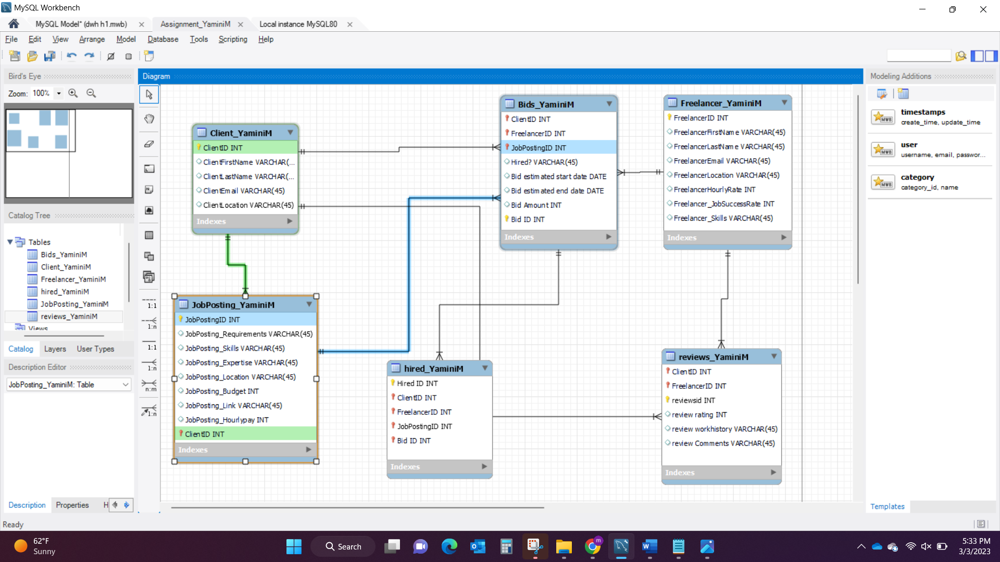 MySQL Workbench
MySQL Model* (dwh h1.mwb)
Assignment_YaminiM
Local instance MySQL80
File Edit View Arrange Model Database Tools Scripting Help
Bird's Eye
Zoom: 100%
Catalog Tree
Tables
Bids_YaminiM
Client_YaminiM
Freelancer_YaminiM
hired_YaminiM
JobPosting_YaminiM
reviews_YaminiM
Views
Catalog Layers User Types
Description Editor
JobPosting_YaminiM: Table
Description Properties H
Ready
Diagram
1:1
1:n
1:1
1:n
n:m
1:n
Client_YaminiM
ClientID INT
ClientFirstName VARCHAR(...
ClientLastName VARCHAR(...
ClientEmail VARCHAR(45)
ClientLocation VARCHAR(45)
Indexes
JobPosting_YaminiM
JobPostingID INT
JobPosting_Requirements VARCHAR(45)
JobPosting_Skills VARCHAR(45)
JobPosting_Expertise VARCHAR(45)
JobPosting_Location VARCHAR(45)
JobPosting_Budget INT
JobPosting_Link VARCHAR(45)
JobPosting_Hourlypay INT
ClientID INT
Indexes
Bids_YaminiM
ClientID INT
FreelancerID INT
JobPostingID INT
Hired? VARCHAR(45)
Bid estimated start date DATE
Bid estimated end date DATE
Bid Amount INT
Bid ID INT
Indexes
hired_YaminiM
Hired ID INT
ClientID INT
FreelancerID INT
JobPostingID INT
Bid ID INT
Indexes
Freelancer_YaminiM
FreelancerID INT
FreelancerFirstName VARCHAR(45)
FreelancerLastName VARCHAR(45)
FreelancerEmail VARCHAR(45)
FreelancerLocation VARCHAR(45)
FreelancerHourlyRate INT
Freelancer_JobSuccessRate INT
Freelancer_Skills VARCHAR(45)
Indexes
reviews_YaminiM
ClientID INT
FreelancerID INT
reviewsid INT
review rating INT
review workhistory VARCHAR(45)
review Comments VARCHAR(45)
Indexes
Modeling Additions
MWB
timestamps
create_time, update_time
MWB
user
username, email, passwor...
MWB
category
category_id, name
Templates
62°F
Sunny
Search
m
W
5:33 PM
3/3/2023